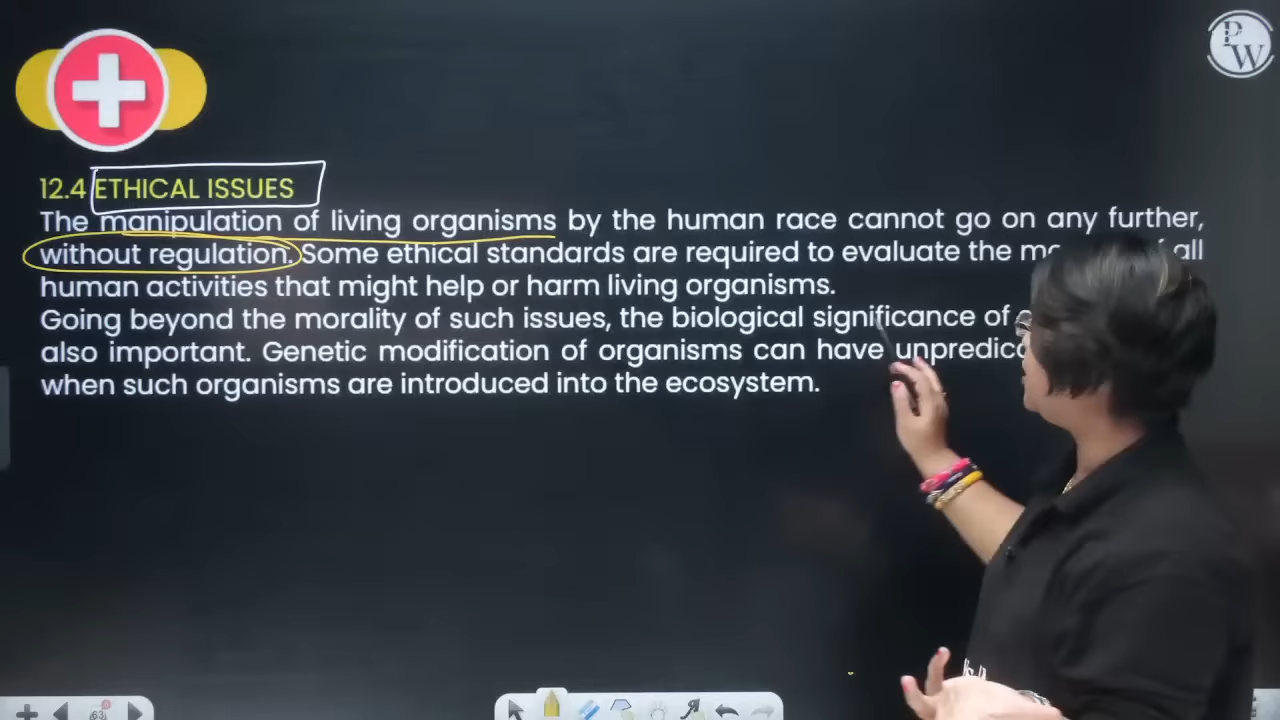 PW
12.4 ETHICAL ISSUES
The manipulation of living organisms by the human race cannot go on any further,
without regulation. Some ethical standards are required to evaluate the all
human activities that might help or harm living organisms.
Going beyond the morality of such issues, the biological significance of
also important. Genetic modification of organisms can have
when such organisms are introduced into the ecosystem.
63